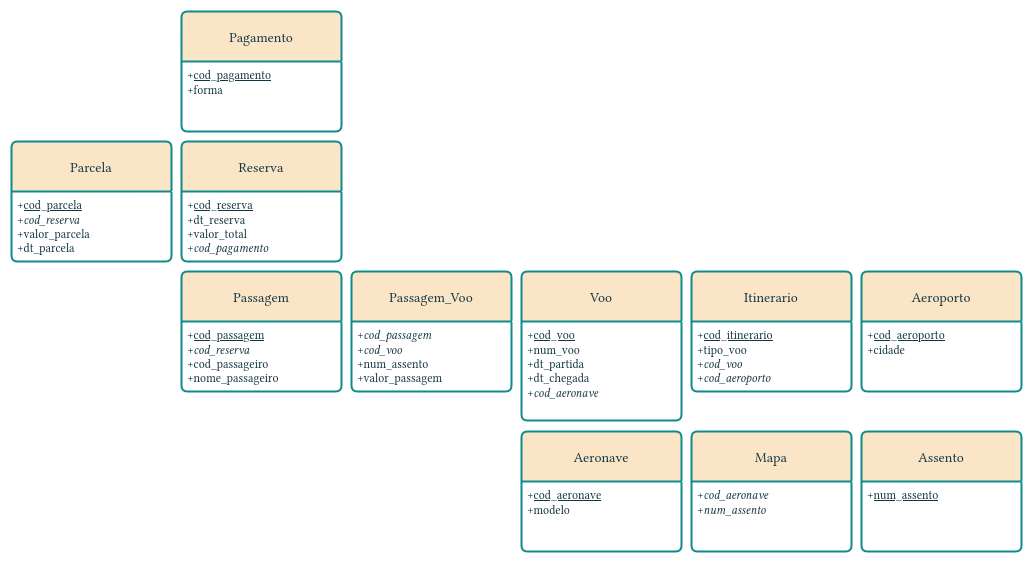 Pagamento
+cod_pagamento
+forma
Parcela
+cod_parcela
+cod_reserva
+valor_parcela
+dt_parcela
Reserva
+cod_reserva
+dt_reserva
+valor_total
+cod_pagamento
Passagem
+cod_passagem
+cod_reserva
+cod_passageiro
+nome_passageiro
Passagem_Voo
+cod_passagem
+cod_voo
+num_assento
+valor_passagem
Voo
+cod_voo
+num_voo
+dt_partida
+dt_chegada
+cod_aeronave
Itinerario
+cod_itinerario
+tipo_voo
+cod_voo
+cod_aeroporto
Aeroporto
+cod_aeroporto
+cidade
Aeronave
+cod_aeronave
+modelo
Mapa
+cod_aeronave
+num_assento
Assento
+num_assento